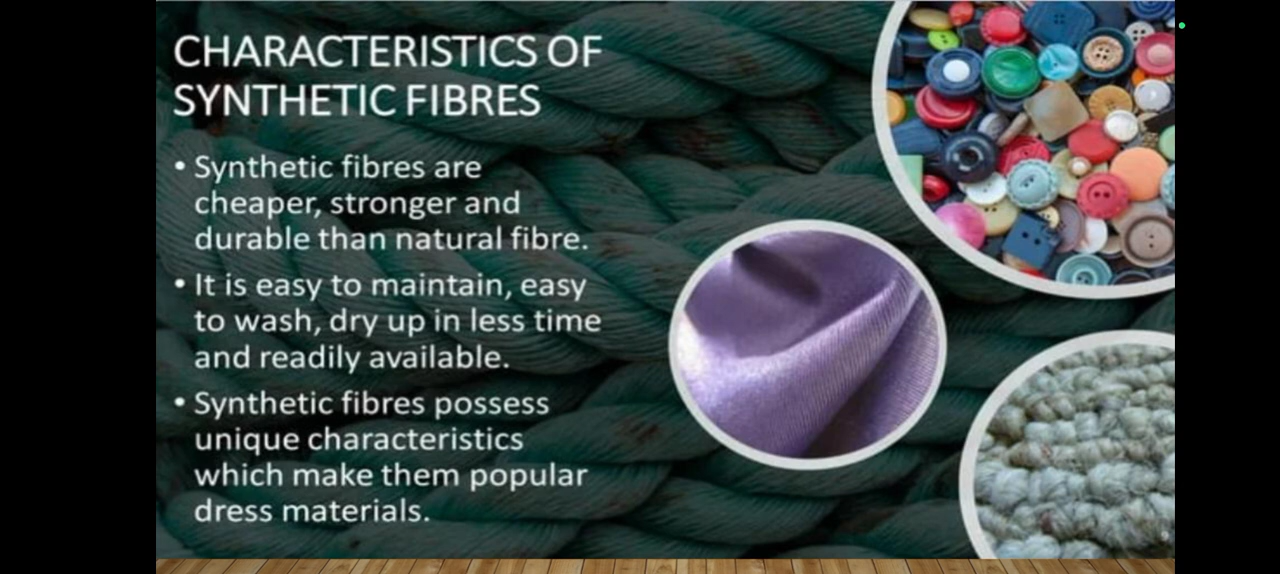 CHARACTERISTICS OF
SYNTHETIC FIBRES
• Synthetic fibres are
cheaper, stronger and
durable than natural fibre.
• It is easy to maintain, easy
to wash, dry up in less time
and readily available.
• Synthetic fibres possess
unique characteristics
which make them popular
dress materials.